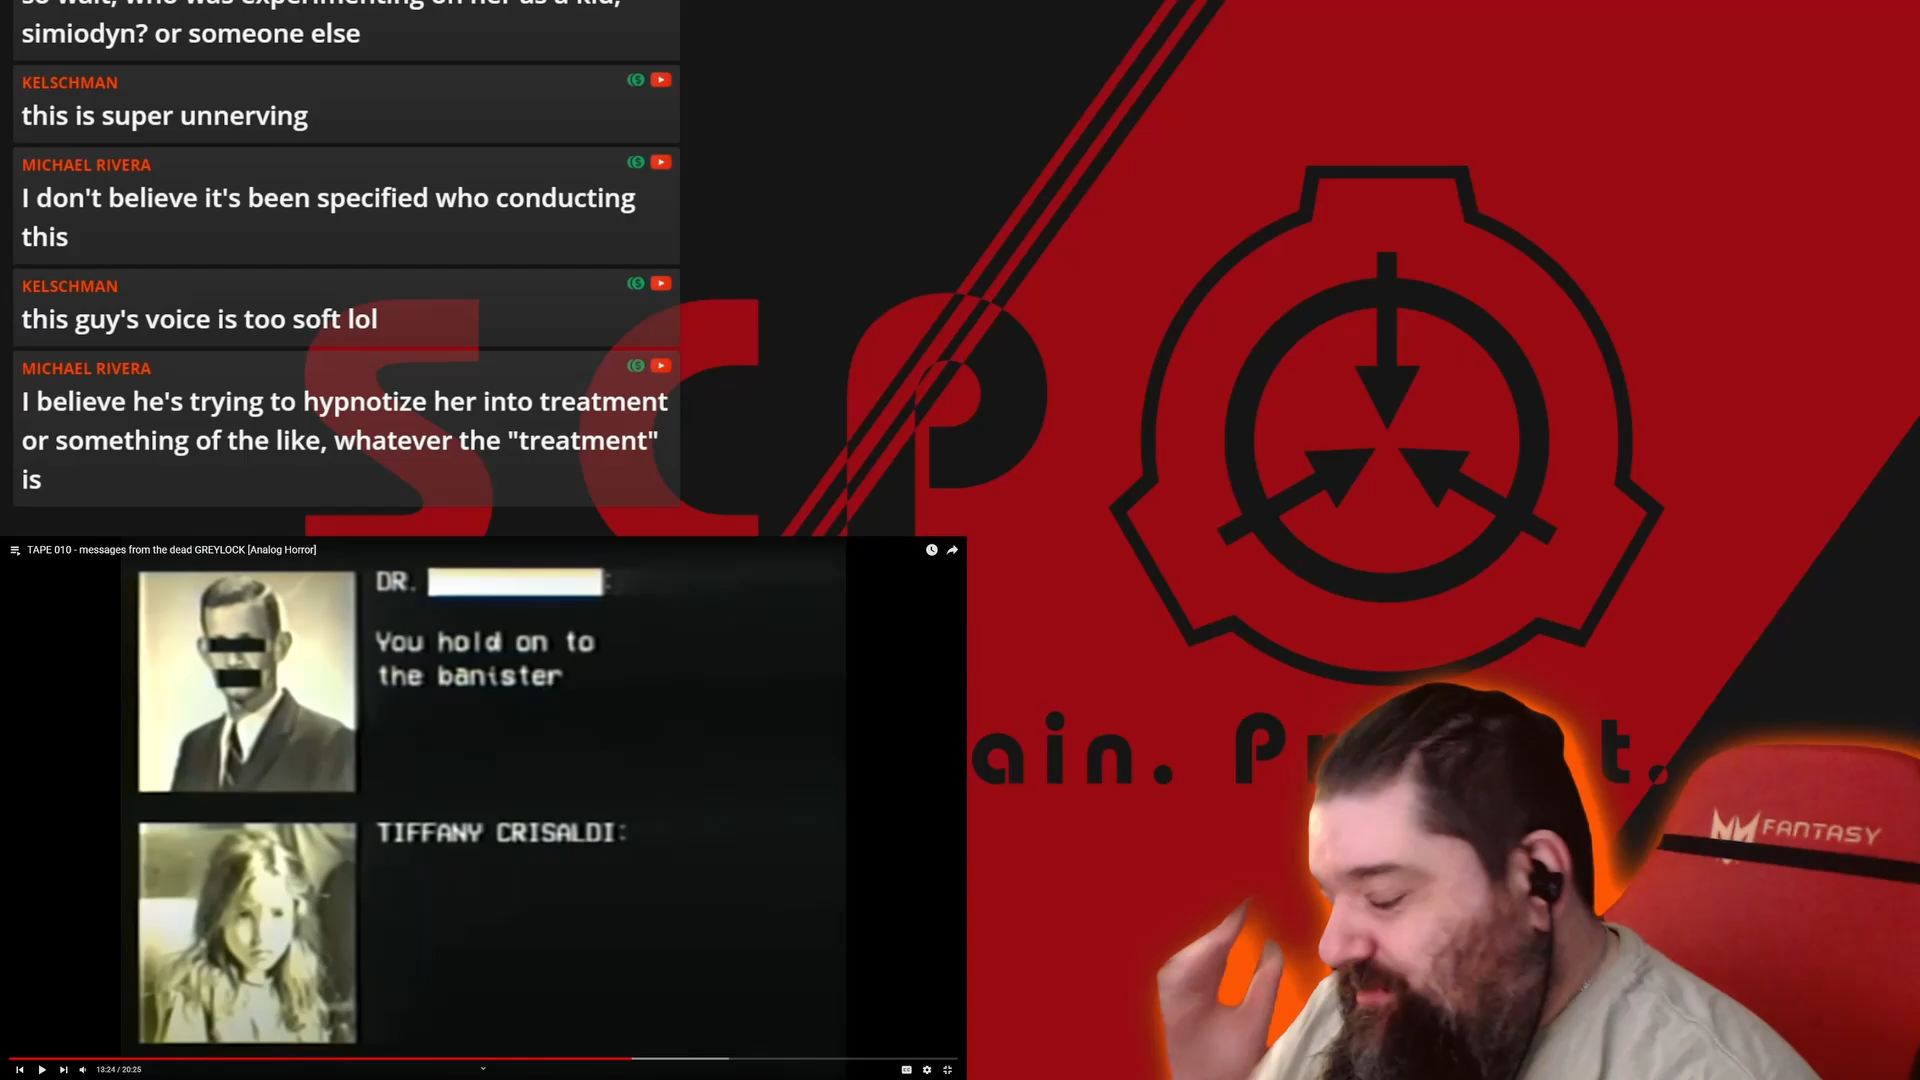 simiodyn? or someone else
KELSCHMAN
this is super unnerving
MICHAEL RIVERA
I don't believe it's been specified who conducting
this
KELSCHMAN
this guy's voice is too soft lol
MICHAEL RIVERA
I believe he's trying to hypnotize her into treatment
or something of the like, whatever the "treatment"
is
SCP
TAPE 010 - messages from the dead GREYLOCK [Analog Horror]
DR. :
You hold on to
the banister
TIFFANY CRISALDI:
ain. Pr t.
FANTASY
13:24 / 20:25